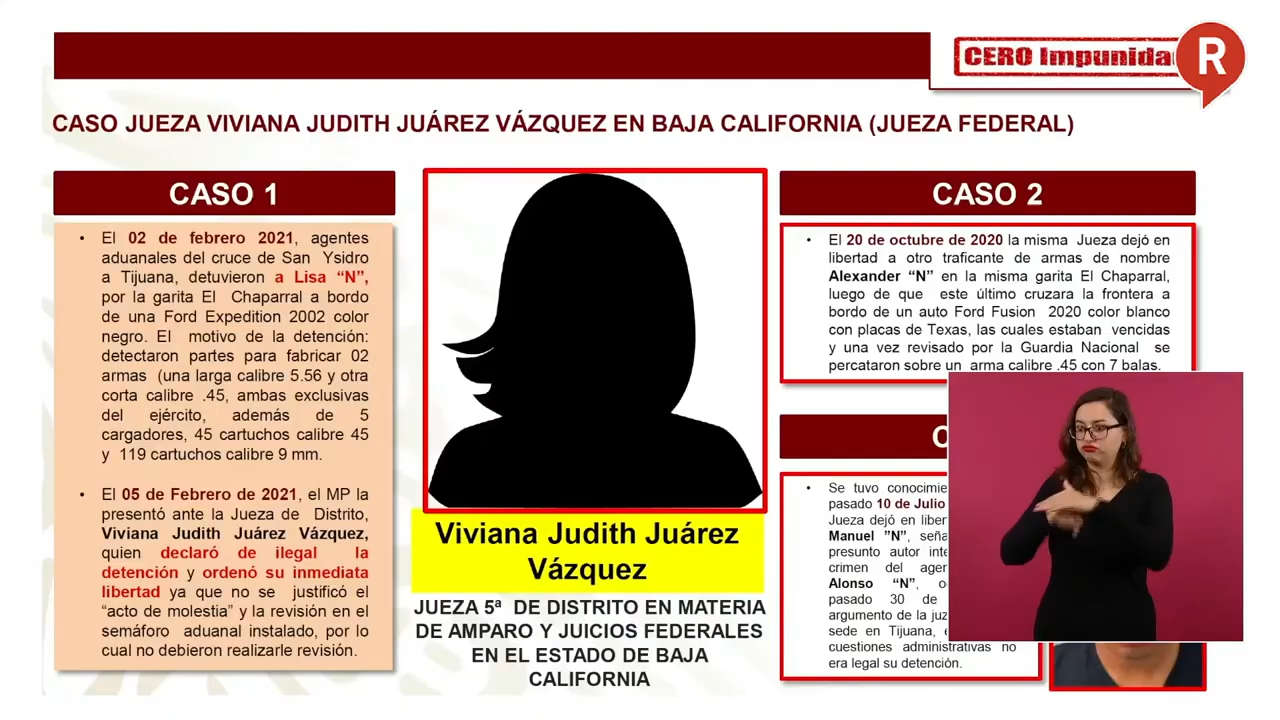 CERO Impunida
R
CASO JUEZA VIVIANA JUDITH JUÁREZ VÁZQUEZ EN BAJA CALIFORNIA (JUEZA FEDERAL)
CASO 1
• El 02 de febrero 2021, agentes
aduanales del cruce de San Ysidro
a Tijuana, detuvieron a Lisa “N”,
por la garita El Chaparral a bordo
de una Ford Expedition 2002 color
negro. El motivo de la detención:
detectaron partes para fabricar 02
armas (una larga calibre 5.56 y otra
corta calibre .45, ambas exclusivas
del ejército, además de 5
cargadores, 45 cartuchos calibre 45
y 119 cartuchos calibre 9 mm.
• El 05 de Febrero de 2021, el MP la
presentó ante la Jueza de Distrito,
Viviana Judith Juárez Vázquez,
quien declaró de ilegal la
detención y ordenó su inmediata
libertad ya que no se justificó el
“acto de molestia” y la revisión en el
semáforo aduanal instalado, por lo
cual no debieron realizarle revisión.
Viviana Judith Juárez
Vázquez
JUEZA 5ª DE DISTRITO EN MATERIA
DE AMPARO Y JUICIOS FEDERALES
EN EL ESTADO DE BAJA
CALIFORNIA
CASO 2
• El 20 de octubre de 2020 la misma Jueza dejó en
libertad a otro traficante de armas de nombre
Alexander “N” en la misma garita El Chaparral,
luego de que este último cruzara la frontera a
bordo de un auto Ford Fusion 2020 color blanco
con placas de Texas, las cuales estaban vencidas
y una vez revisado por la Guardia Nacional se
percataron sobre un arma calibre .45 con 7 balas.
• Se tuvo conocimie
pasado 10 de Julio
Jueza dejó en liber
Manuel ”N”, seña
presunto autor inte
crimen del ager
Alonso “N”,
pasado 30 de
argumento de la juz
sede en Tijuana,
cuestiones administrativas no
era legal su detención.